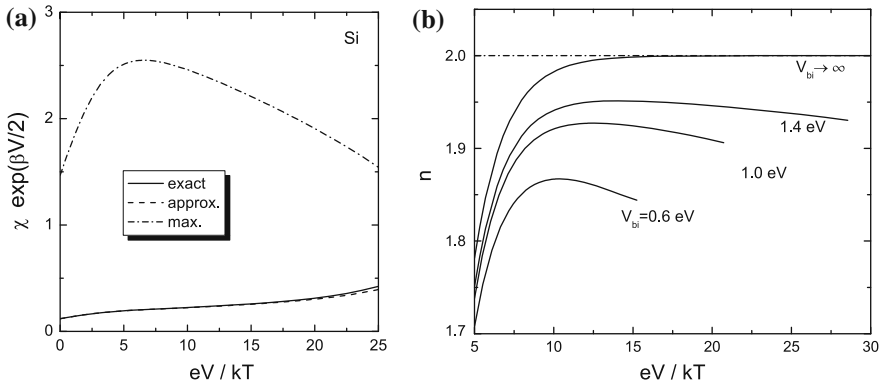 (a)
3
2
1
0
χ exp(βV/2)
Si
exact
approx.
max.
0 5 10 15 20 25
eV / kT
(b)
2.0
1.9
1.8
1.7
n
V_bi → ∞
1.4 eV
1.0 eV
V_bi=0.6 eV
5 10 15 20 25 30
eV / kT